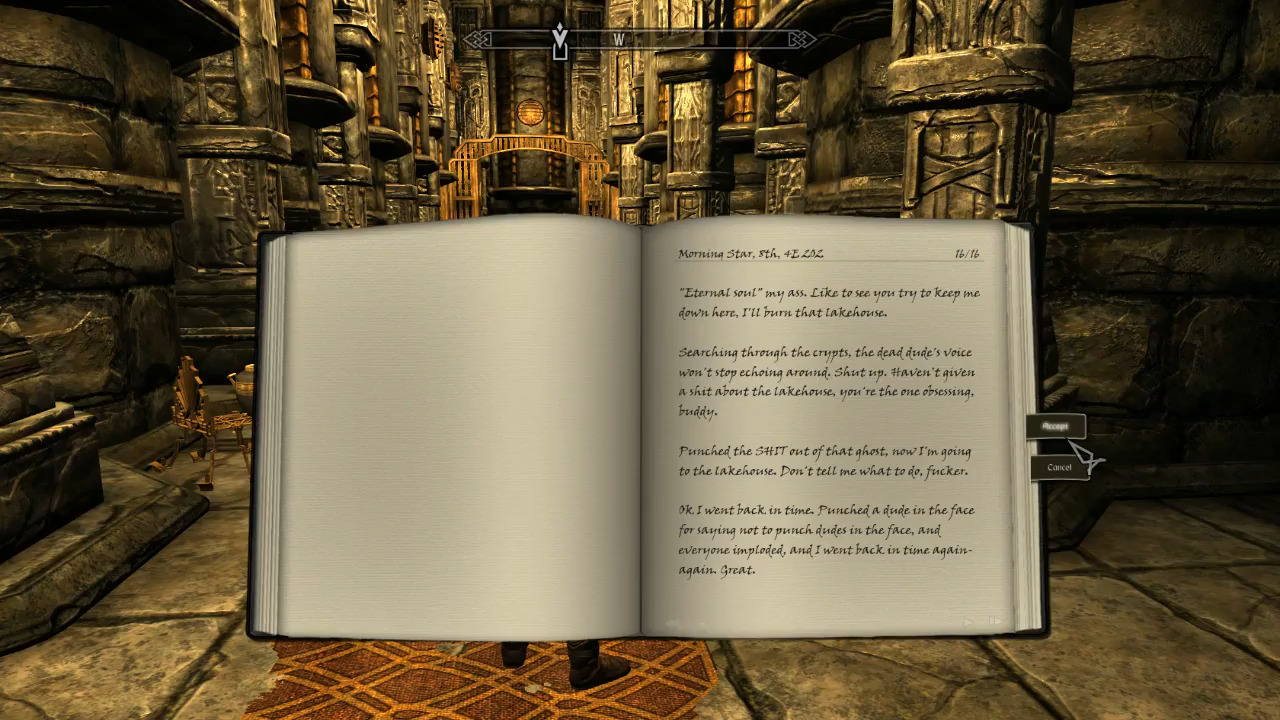 W
Morning Star, 8th, 4E 202
16/16
"Eternal soul" my ass. Like to see you try to keep me
down here, I'll burn that lakehouse.
Searching through the crypts, the dead dude's voice
won't stop echoing around. Shut up. Haven't given
a shit about the lakehouse, you're the one obsessing,
buddy.
Punched the SHIT out of that ghost, now I'm going
to the lakehouse. Don't tell me what to do, fucker.
Ok I went back in time. Punched a dude in the face
for saying not to punch dudes in the face, and
everyone imploded, and I went back in time again-
again. Great.
Accept
Cancel